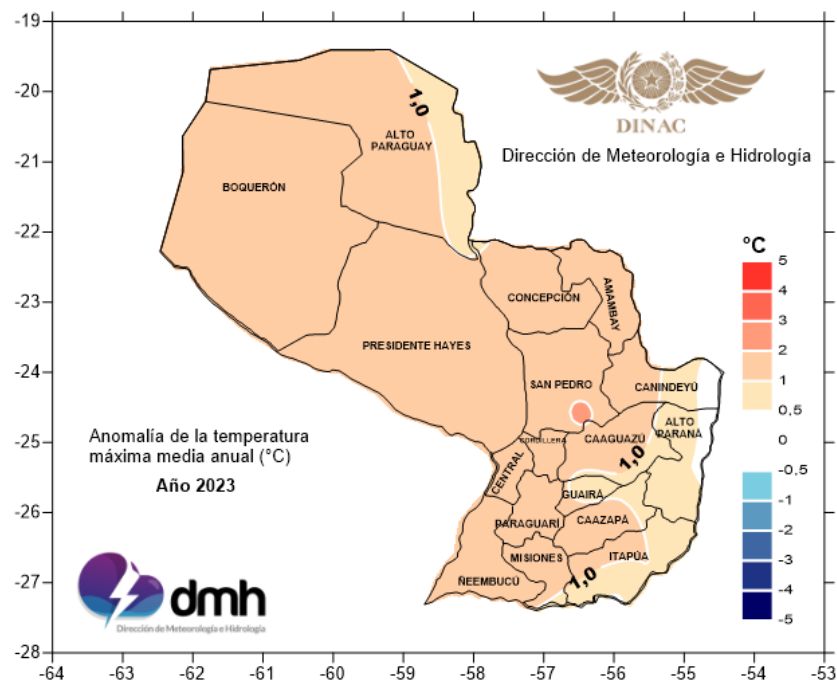 -19
-20
-21
-22
-23
-24
-25
-26
-27
-28
-64
-63
-62
-61
-60
-59
-58
-57
-56
-55
-54
-53
DINAC
Dirección de Meteorología e Hidrología
1,0
ALTO
PARAGUAY
BOQUERÓN
CONCEPCIÓN
AMAMBAY
PRESIDENTE HAYES
SAN PEDRO
CANINDEYÚ
ALTO
PARANÁ
CORDILLERA
CAAGUAZÚ
CENTRAL
1,0
GUAIRÁ
PARAGUARÍ
CAAZAPÁ
MISIONES
ITAPÚA
ÑEEMBUCÚ
1,0
°C
5
4
3
2
1
0.5
0
-0.5
-1
-2
-3
-4
-5
Anomalía de la temperatura
máxima media anual (°C)
Año 2023
dmh
Dirección de Meteorología e Hidrología